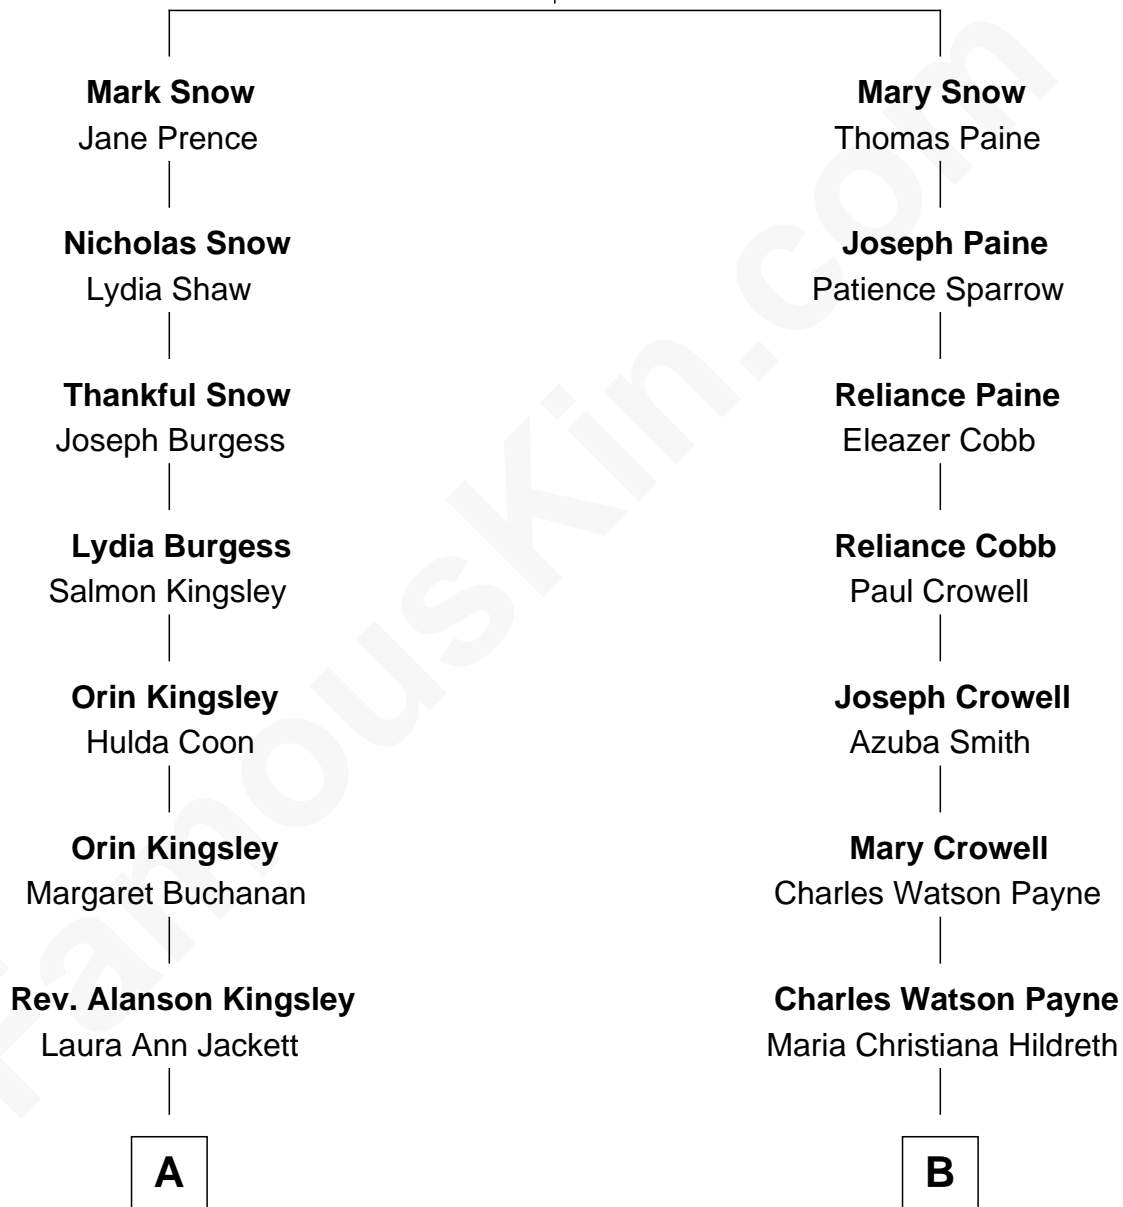 Mark Snow
Jane Prence
Mary Snow
Thomas Paine
Nicholas Snow
Lydia Shaw
Joseph Paine
Patience Sparrow
Thankful Snow
Joseph Burgess
Reliance Paine
Eleazer Cobb
Lydia Burgess
Salmon Kingsley
Reliance Cobb
Paul Crowell
Orin Kingsley
Hulda Coon
Joseph Crowell
Azuba Smith
Orin Kingsley
Margaret Buchanan
Mary Crowell
Charles Watson Payne
Rev. Alanson Kingsley
Laura Ann Jackett
Charles Watson Payne
Maria Christiana Hildreth
A
B
FamousKin.com